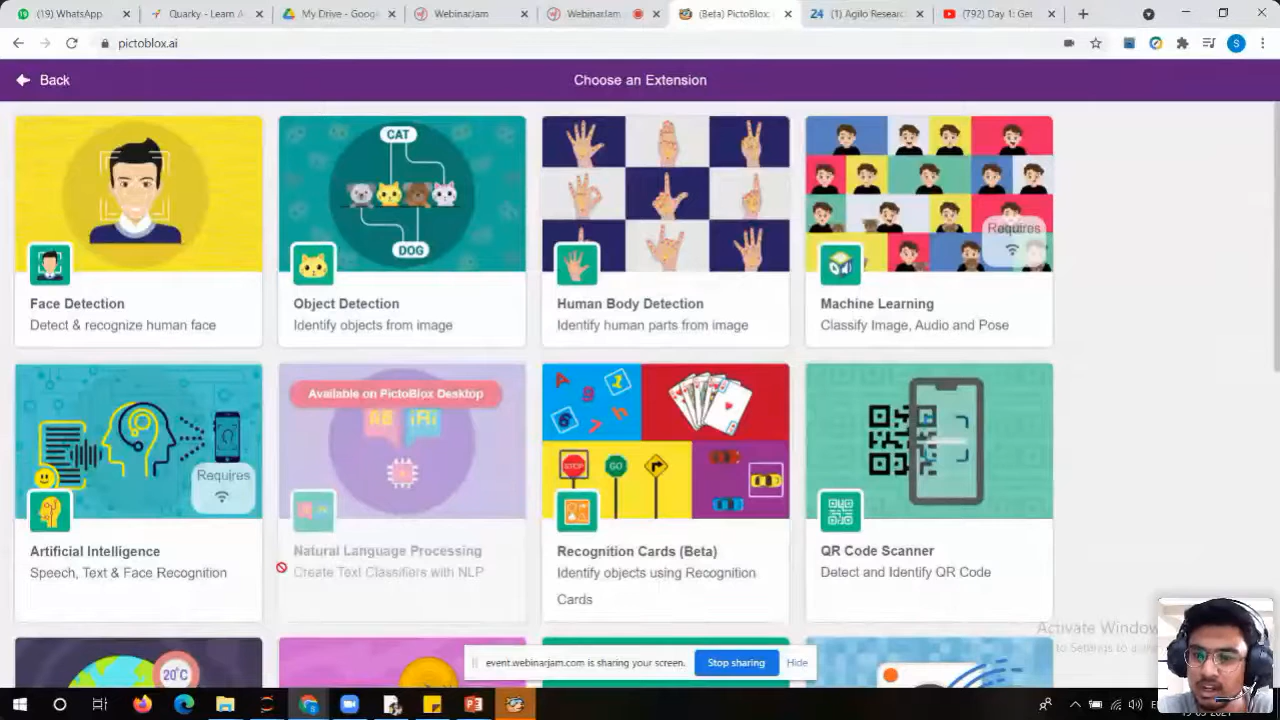 (19) WhatsApp
Quarky - Learn A
My Drive - Google
WebinarJam
WebinarJam
(Beta) PictoBlox:
24
(1) Agilo Resear
(792) Day 1: Get
pictoblox.ai
S
Back
Choose an Extension
CAT
DOG
Requires
Face Detection
Detect & recognize human face
Object Detection
Identify objects from image
Human Body Detection
Identify human parts from image
Machine Learning
Classify Image, Audio and Pose
Available on PictoBlox Desktop
Requires
STOP
GO
Artificial Intelligence
Speech, Text & Face Recognition
Natural Language Processing
Create Text Classifiers with NLP
Recognition Cards (Beta)
Identify objects using Recognition
Cards
QR Code Scanner
Detect and Identify QR Code
20°C
event.webinarjam.com is sharing your screen.
Stop sharing
Hide
Activate Window